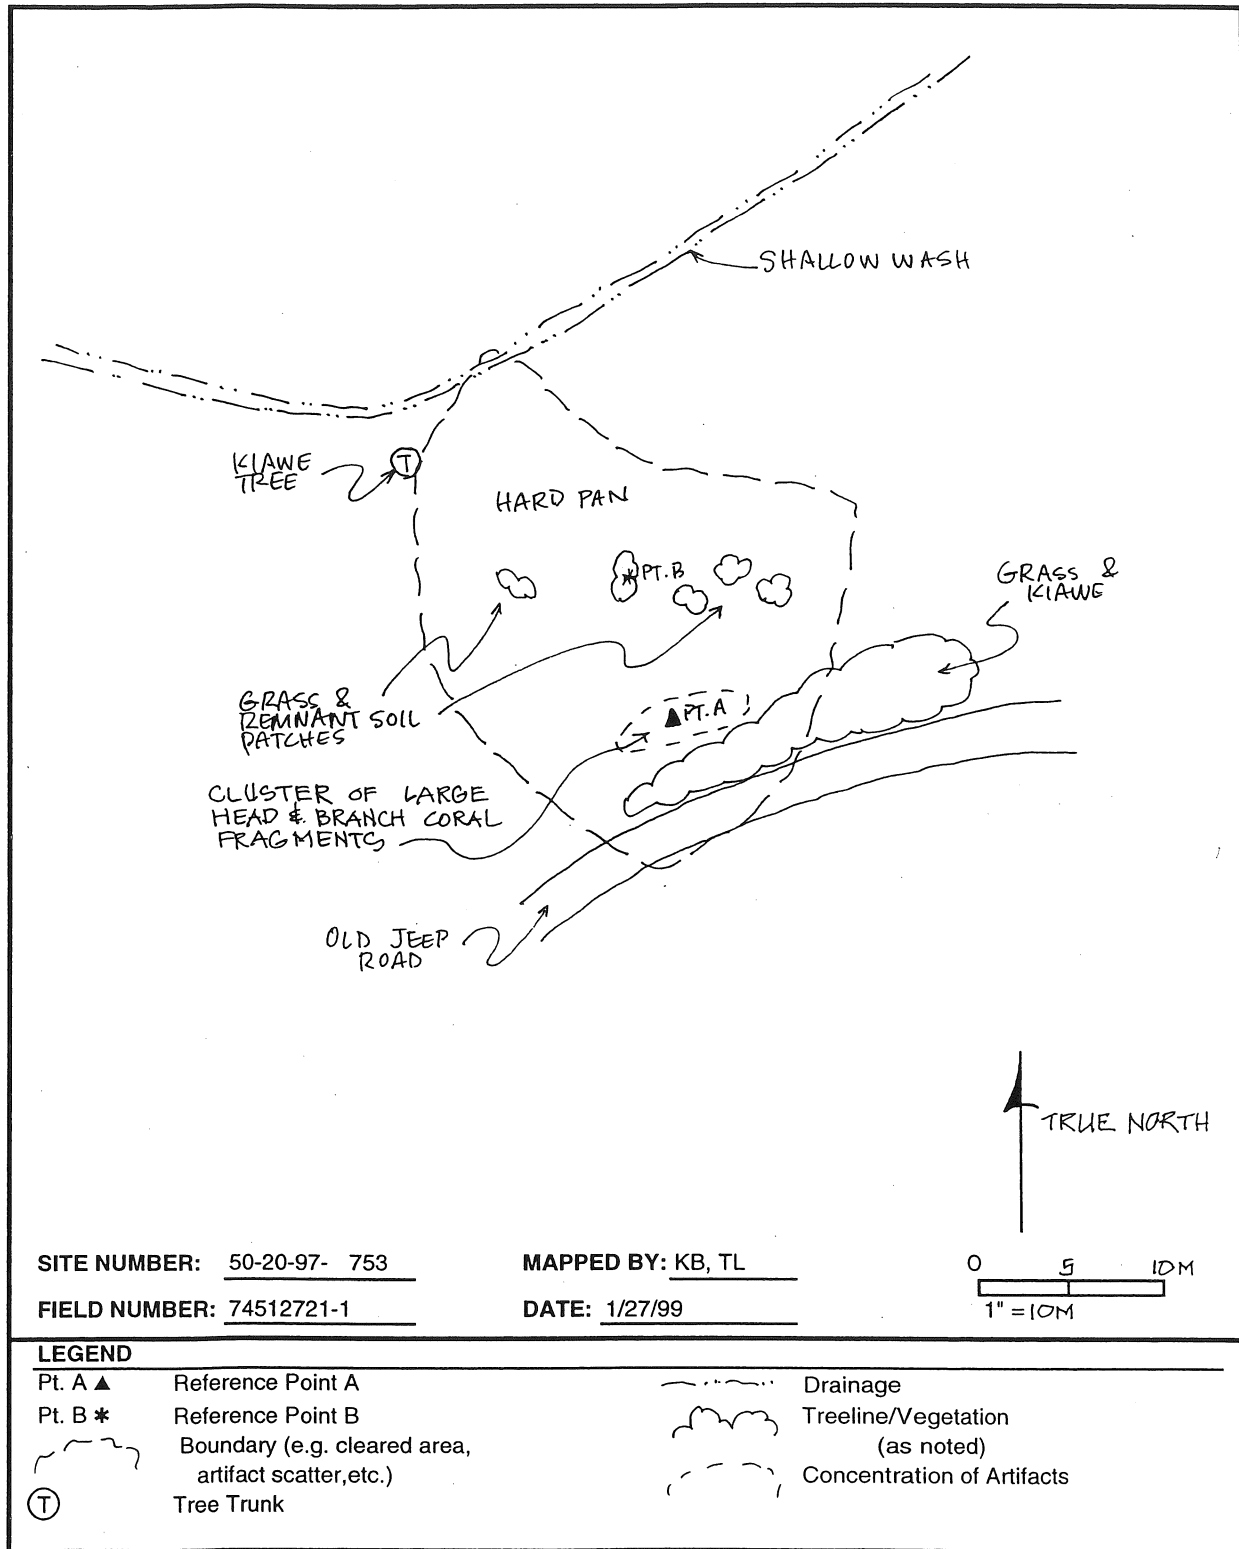 SHALLOW WASH
KIAWE
TREE
T
HARD PAN
PT. B
GRASS &
KIAWE
GRASS &
REMNANT SOIL
PATCHES
PT. A
CLUSTER OF LARGE
HEAD & BRANCH CORAL
FRAGMENTS
OLD JEEP
ROAD
TRUE NORTH
SITE NUMBER: 50-20-97- 753
MAPPED BY: KB, TL
0 5 10M
FIELD NUMBER: 74512721-1
DATE: 1/27/99
1" = 10M
LEGEND
Pt. A Reference Point A
Pt. B Reference Point B
Boundary (e.g. cleared area,
artifact scatter,etc.)
T Tree Trunk
Drainage
Treeline/Vegetation
(as noted)
Concentration of Artifacts